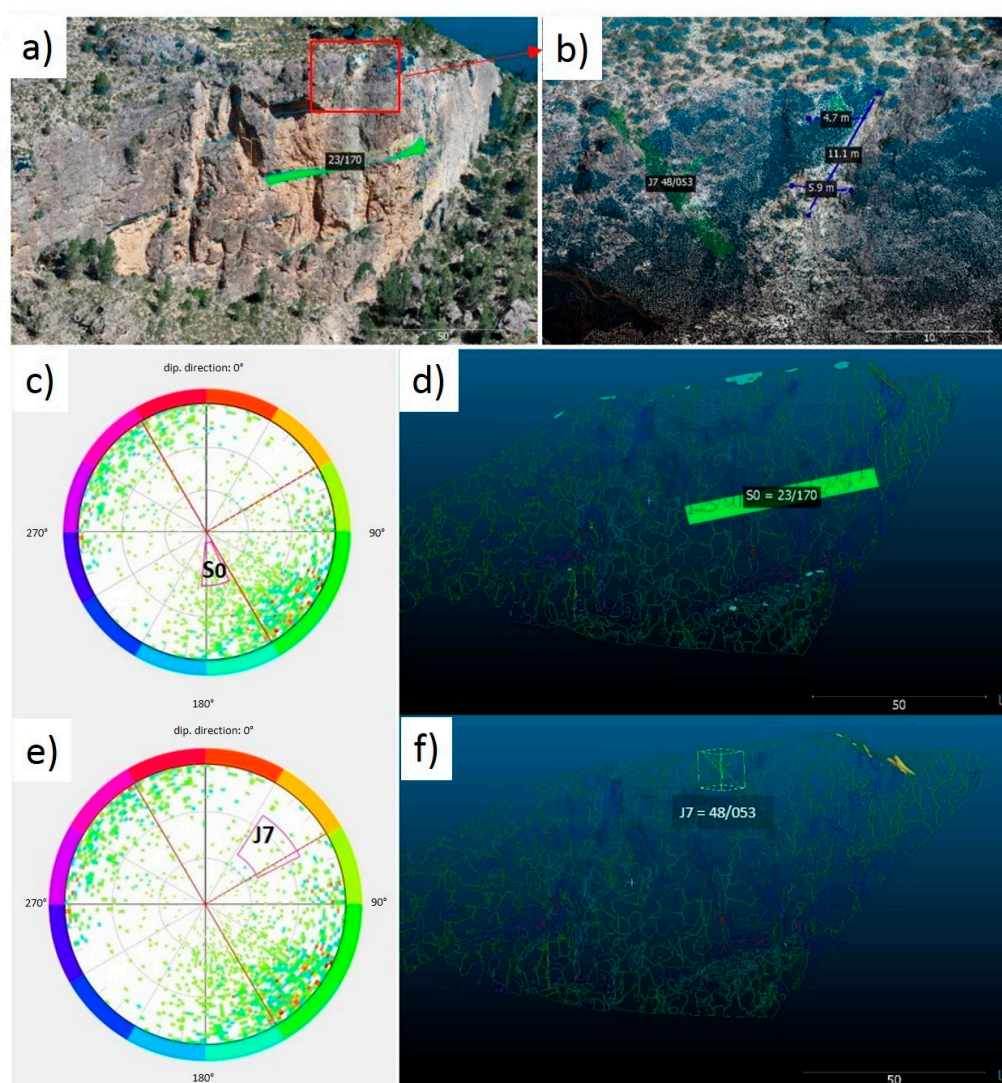 a)
23/170
50
b)
4.7 m
11.1 m
J7 48/053
5.9 m
10
c)
dip. direction: 0°
270°
90°
S0
180°
d)
S0 = 23/170
50
e)
dip. direction: 0°
J7
270°
90°
180°
f)
J7 = 48/053
50